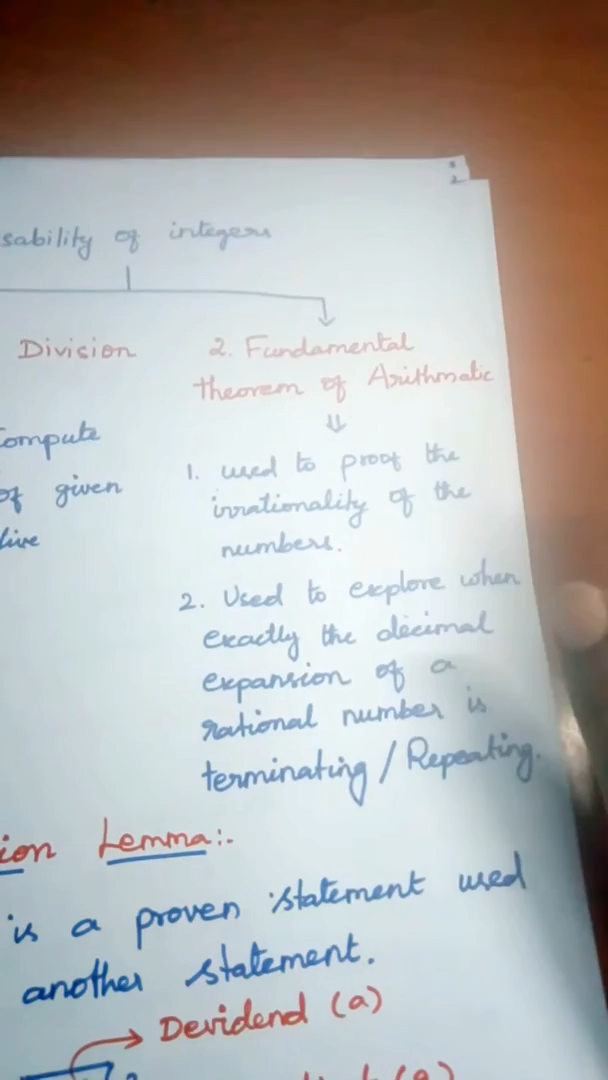 sability of integers
Division
2. Fundamental
theorem of Arithmatic
compute
of given
1. used to proof the
irrationality of the
numbers.
2. Used to explore when
exactly the decimal
expansion of a
rational number is
terminating / Repeating.
ion Lemma:-
is a proven statement used
another statement.
Devidend (a)